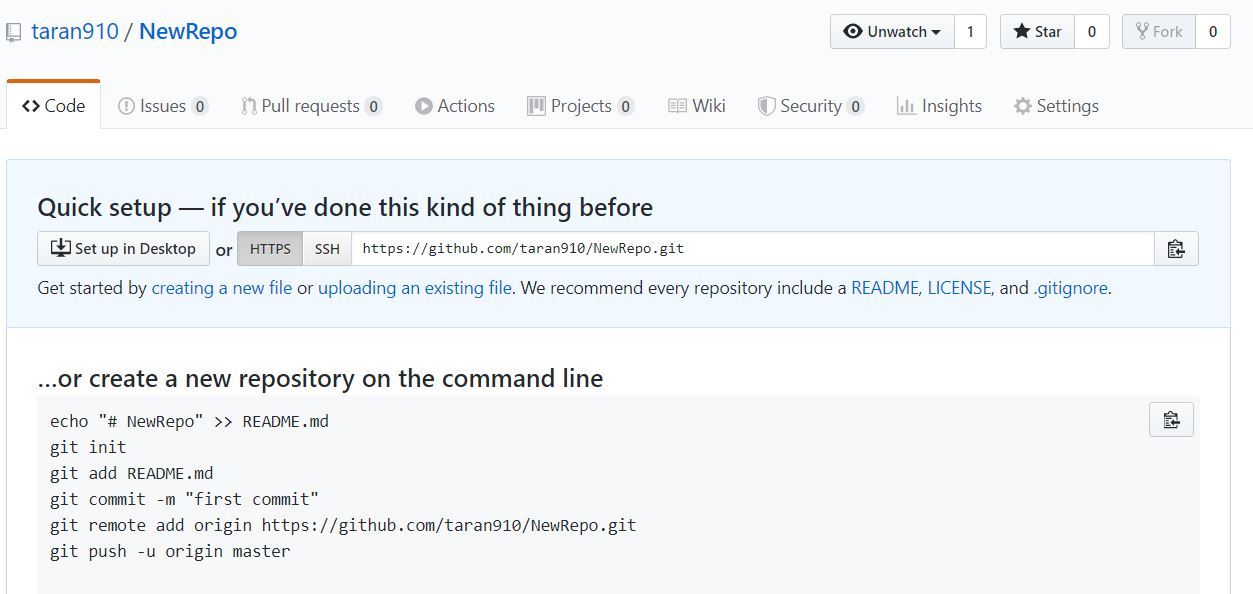 taran910 / NewRepo
Unwatch 1 Star 0 Fork 0
Code Issues 0 Pull requests 0 Actions Projects 0 Wiki Security 0 Insights Settings
Quick setup — if you’ve done this kind of thing before
Set up in Desktop or HTTPS SSH https://github.com/taran910/NewRepo.git
Get started by creating a new file or uploading an existing file. We recommend every repository include a README, LICENSE, and .gitignore.
…or create a new repository on the command line
echo "# NewRepo" >> README.md
git init
git add README.md
git commit -m "first commit"
git remote add origin https://github.com/taran910/NewRepo.git
git push -u origin master